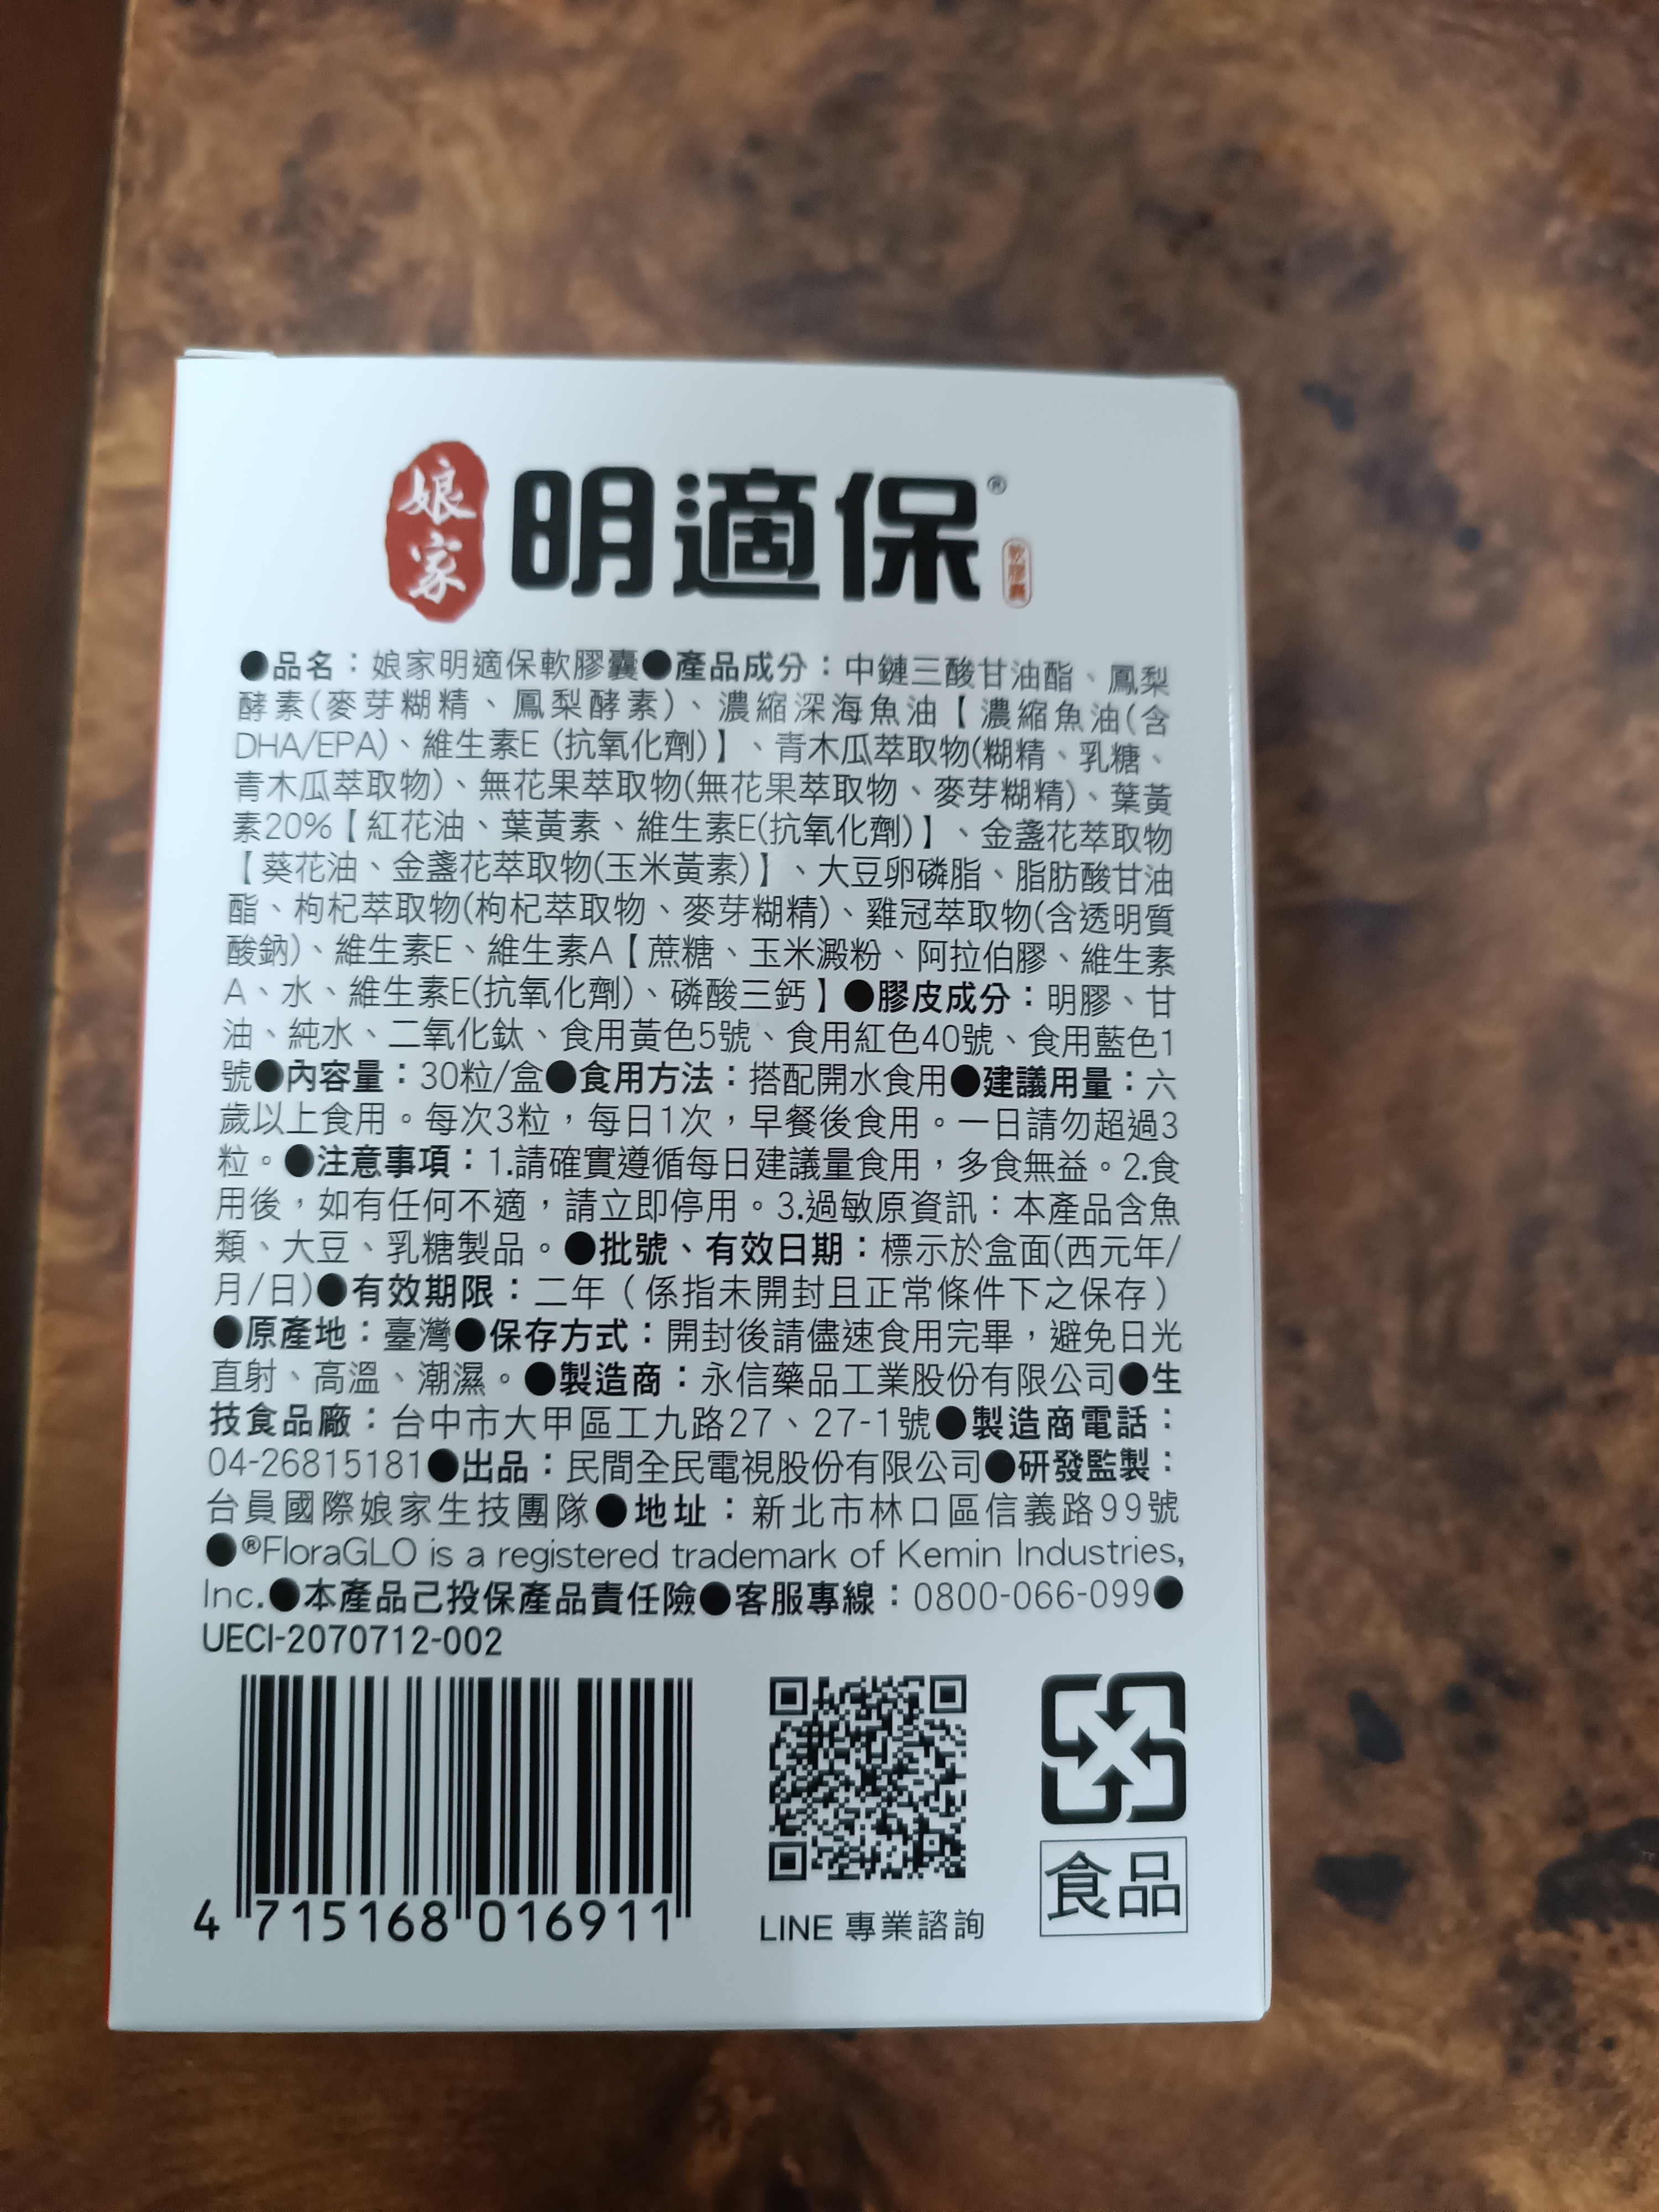 娘家
明適保®
軟膠囊
●品名：娘家明適保軟膠囊●產品成分：中鏈三酸甘油酯、鳳梨
酵素(麥芽糊精、鳳梨酵素)、濃縮深海魚油【濃縮魚油(含
DHA/EPA)、維生素E (抗氧化劑)】、青木瓜萃取物(糊精、乳糖、
青木瓜萃取物)、無花果萃取物(無花果萃取物、麥芽糊精)、葉黃
素20%【紅花油、葉黃素、維生素E(抗氧化劑)】、金盞花萃取物
【葵花油、金盞花萃取物(玉米黃素)】、大豆卵磷脂、脂肪酸甘油
酯、枸杞萃取物(枸杞萃取物、麥芽糊精)、雞冠萃取物(含透明質
酸鈉)、維生素E、維生素A【蔗糖、玉米澱粉、阿拉伯膠、維生素
A、水、維生素E(抗氧化劑)、磷酸三鈣】●膠皮成分：明膠、甘
油、純水、二氧化鈦、食用黃色5號、食用紅色40號、食用藍色1
號●內容量：30粒/盒●食用方法：搭配開水食用●建議用量：六
歲以上食用。每次3粒，每日1次，早餐後食用。一日請勿超過3
粒。●注意事項：1.請確實遵循每日建議量食用，多食無益。2.食
用後，如有任何不適，請立即停用。3.過敏原資訊：本產品含魚
類、大豆、乳糖製品。●批號、有效日期：標示於盒面(西元年/
月/日)●有效期限：二年（係指未開封且正常條件下之保存）
●原產地：臺灣●保存方式：開封後請儘速食用完畢，避免日光
直射、高溫、潮濕。●製造商：永信藥品工業股份有限公司●生
技食品廠：台中市大甲區工九路27、27-1號●製造商電話：
04-26815181●出品：民間全民電視股份有限公司●研發監製：
台員國際娘家生技團隊●地址：新北市林口區信義路99號
●®FloraGLO is a registered trademark of Kemin Industries,
Inc.●本產品己投保產品責任險●客服專線：0800-066-099●
UECI-2070712-002
4 715168 016911
LINE 專業諮詢
食品